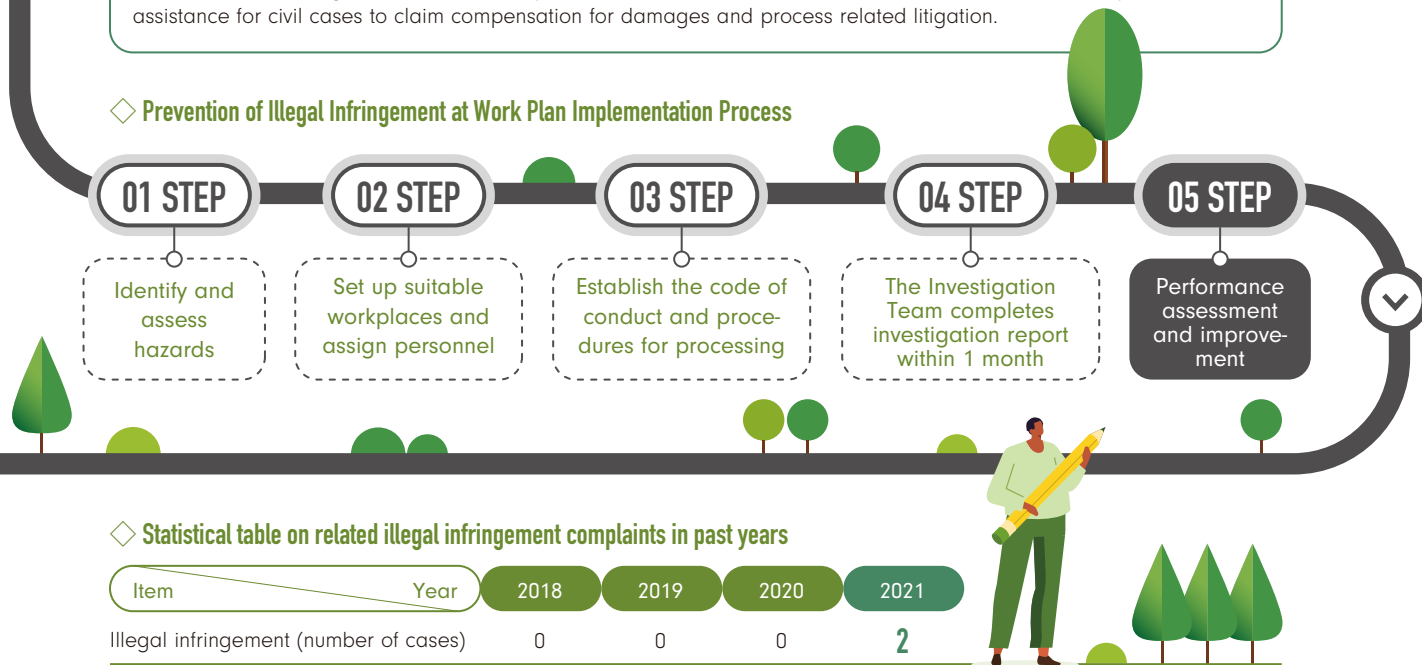 assistance for civil cases to claim compensation for damages and process related litigation.
Prevention of Illegal Infringement at Work Plan Implementation Process
01 STEP
Identify and
assess
hazards
02 STEP
Set up suitable
workplaces and
assign personnel
03 STEP
Establish the code of
conduct and proce-
dures for processing
04 STEP
The Investigation
Team completes
investigation report
within 1 month
05 STEP
Performance
assessment
and improve-
ment
Statistical table on related illegal infringement complaints in past years
Item Year 2018 2019 2020 2021
Illegal infringement (number of cases) 0 0 0 2